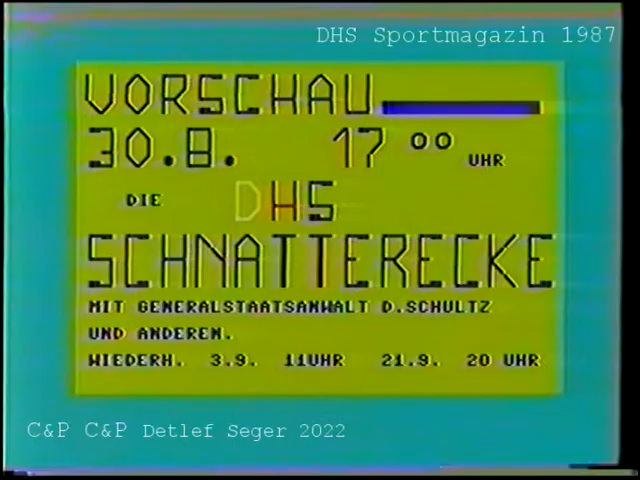 DHS Sportmagazin 1987
VORSCHAU
30.8. 17 ⁰⁰ UHR
DIE DHS
SCHNATTERECKE
MIT GENERALSTAATSANWALT D.SCHULTZ
UND ANDEREN.
WIEDERH. 3.9. 11UHR 21.9. 20 UHR
C&P C&P Detlef Seger 2022